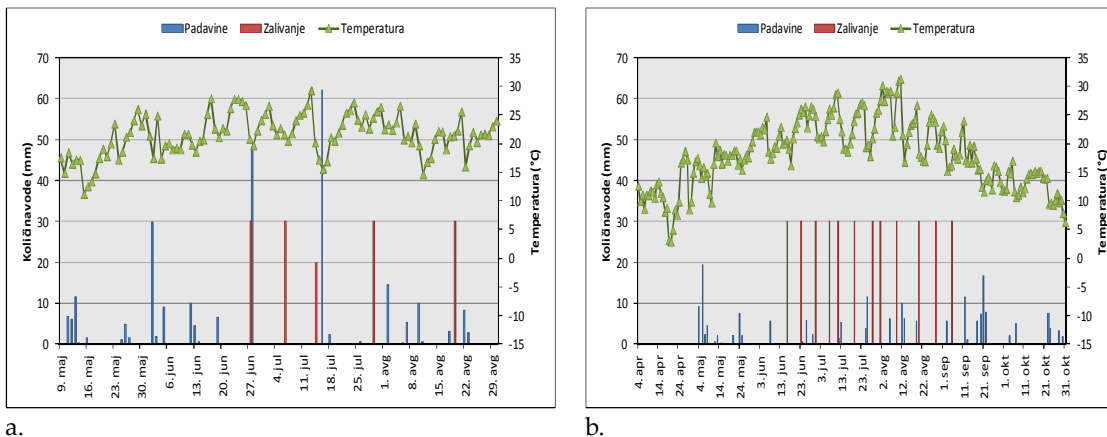 Padavine Zalivanje Temperatura
70
60
50
40
30
20
10
0
Količinavode (mm)
35
30
25
20
15
10
5
0
-5
-10
-15
Temperatura (°C)
9. maj
16. maj
23. maj
30. maj
6. jun
13. jun
20. jun
27. jun
4. jul
11. jul
18. jul
25. jul
1. avg
8. avg
15. avg
22. avg
29. avg
a.
Padavine Zalivanje Temperatura
70
60
50
40
30
20
10
0
Količinavode (mm)
35
30
25
20
15
10
5
0
-5
-10
-15
Temperatura (°C)
4. apr
14. apr
24. apr
4. maj
14. maj
24. maj
3. jun
13. jun
23. jun
3. jul
13. jul
23. jul
2. avg
12. avg
22. avg
1. sep
11. sep
21. sep
1. okt
11. okt
21. okt
31. okt
b.